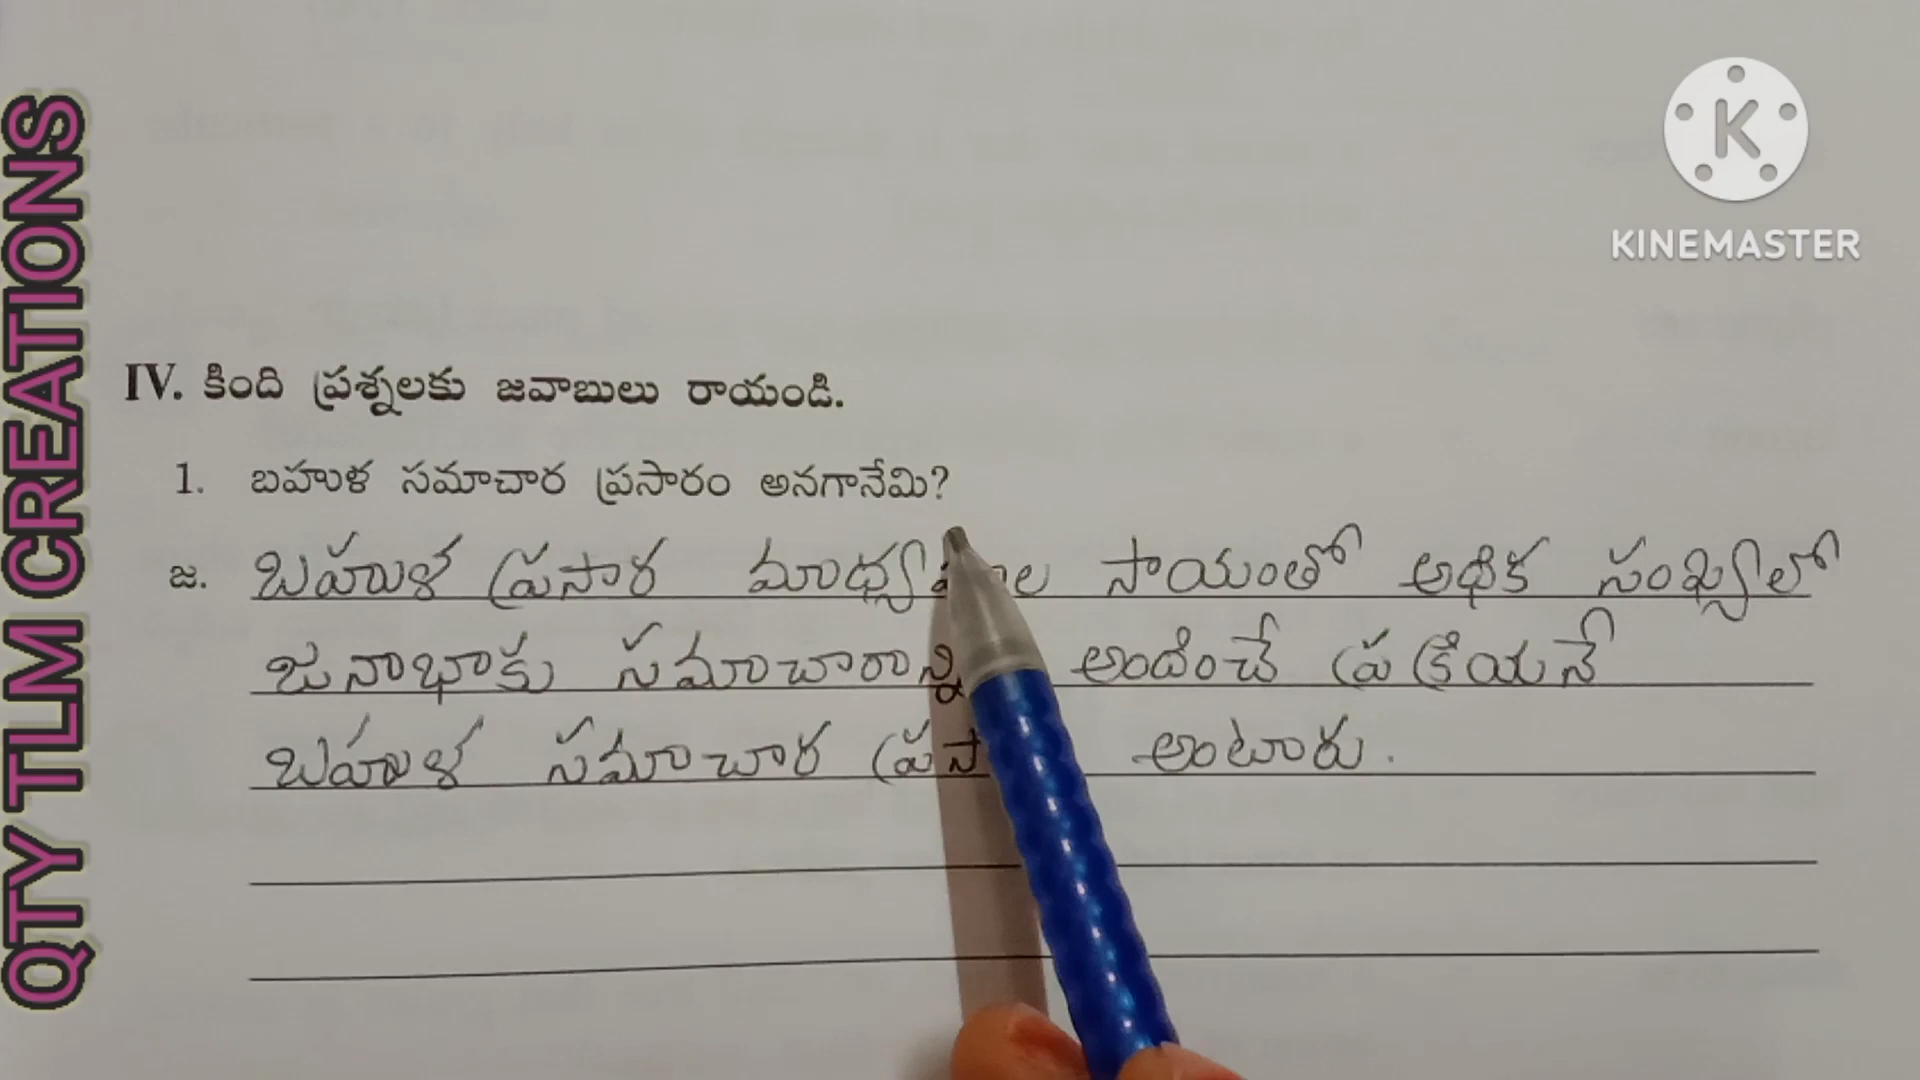 QTY TLM CREATIONS
KINEMASTER
IV. కింది ప్రశ్నలకు జవాబులు రాయండి.
1. బహుళ సమాచార ప్రసారం అనగానేమి?
జ. బహుళ ప్రసార సాయంతో అధిక సంఖ్యలో
జనాభాకు సమాచారాన్ని అందించే ప్రక్రియనే
బహుళ సమాచార అంటారు.